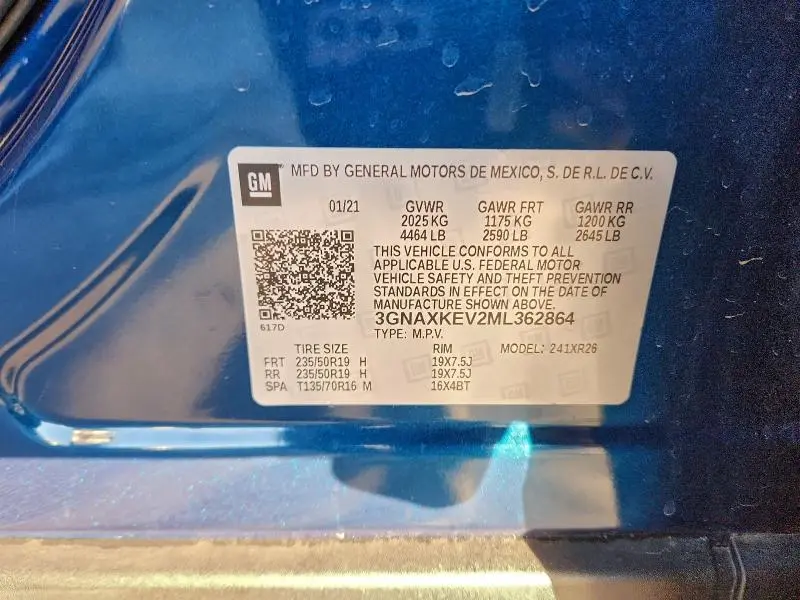 GM MFD BY GENERAL MOTORS DE MEXICO, S. DE R.L. DE C.V.
01/21 GVWR GAWR FRT GAWR RR
2025 KG 1175 KG 1200 KG
4464 LB 2590 LB 2645 LB
THIS VEHICLE CONFORMS TO ALL
APPLICABLE U.S. FEDERAL MOTOR
VEHICLE SAFETY AND THEFT PREVENTION
STANDARDS IN EFFECT ON THE DATE OF
MANUFACTURE SHOWN ABOVE.
3GNAXKEV2ML362864
617D
TYPE: M.P.V.
TIRE SIZE RIM MODEL: 241XR26
FRT 235/50R19 H 19X7.5J
RR 235/50R19 H 19X7.5J
SPA T135/70R16 M 16X4BT